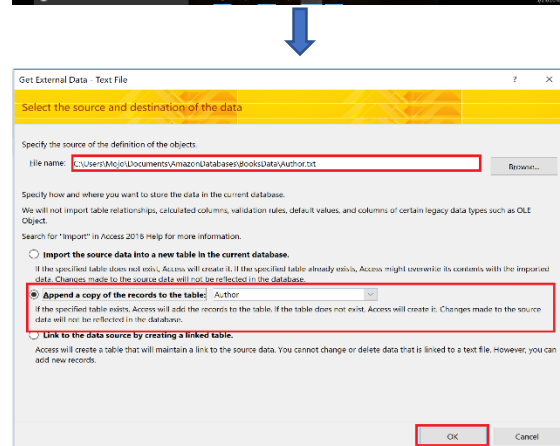 Get External Data - Text File ? ×
Select the source and destination of the data
Specify the source of the definition of the objects.
File name: C:\Users\Mojo\Documents\AmazonDatabases\BooksData\Author.txt Browse...
Specify how and where you want to store the data in the current database.
We will not import table relationships, calculated columns, validation rules, default values, and columns of certain legacy data types such as OLE
Object.
Search for "Import" in Access 2016 Help for more information.
Import the source data into a new table in the current database.
If the specified table does not exist, Access will create it. If the specified table already exists, Access might overwrite its contents with the imported
data. Changes made to the source data will not be reflected in the database.
Append a copy of the records to the table: Author
If the specified table exists, Access will add the records to the table. If the table does not exist, Access will create it. Changes made to the source
data will not be reflected in the database.
Link to the data source by creating a linked table.
Access will create a table that will maintain a link to the source data. You cannot change or delete data that is linked to a text file. However, you can
add new records.
OK Cancel